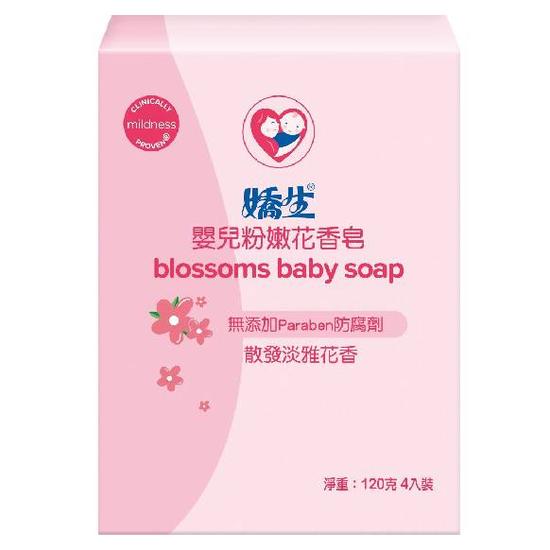 CLINICALLY
mildness
PROVEN®
嬌生®
嬰兒粉嫩花香皂
blossoms baby soap
無添加Paraben防腐劑
散發淡雅花香
淨重：120克 4入裝